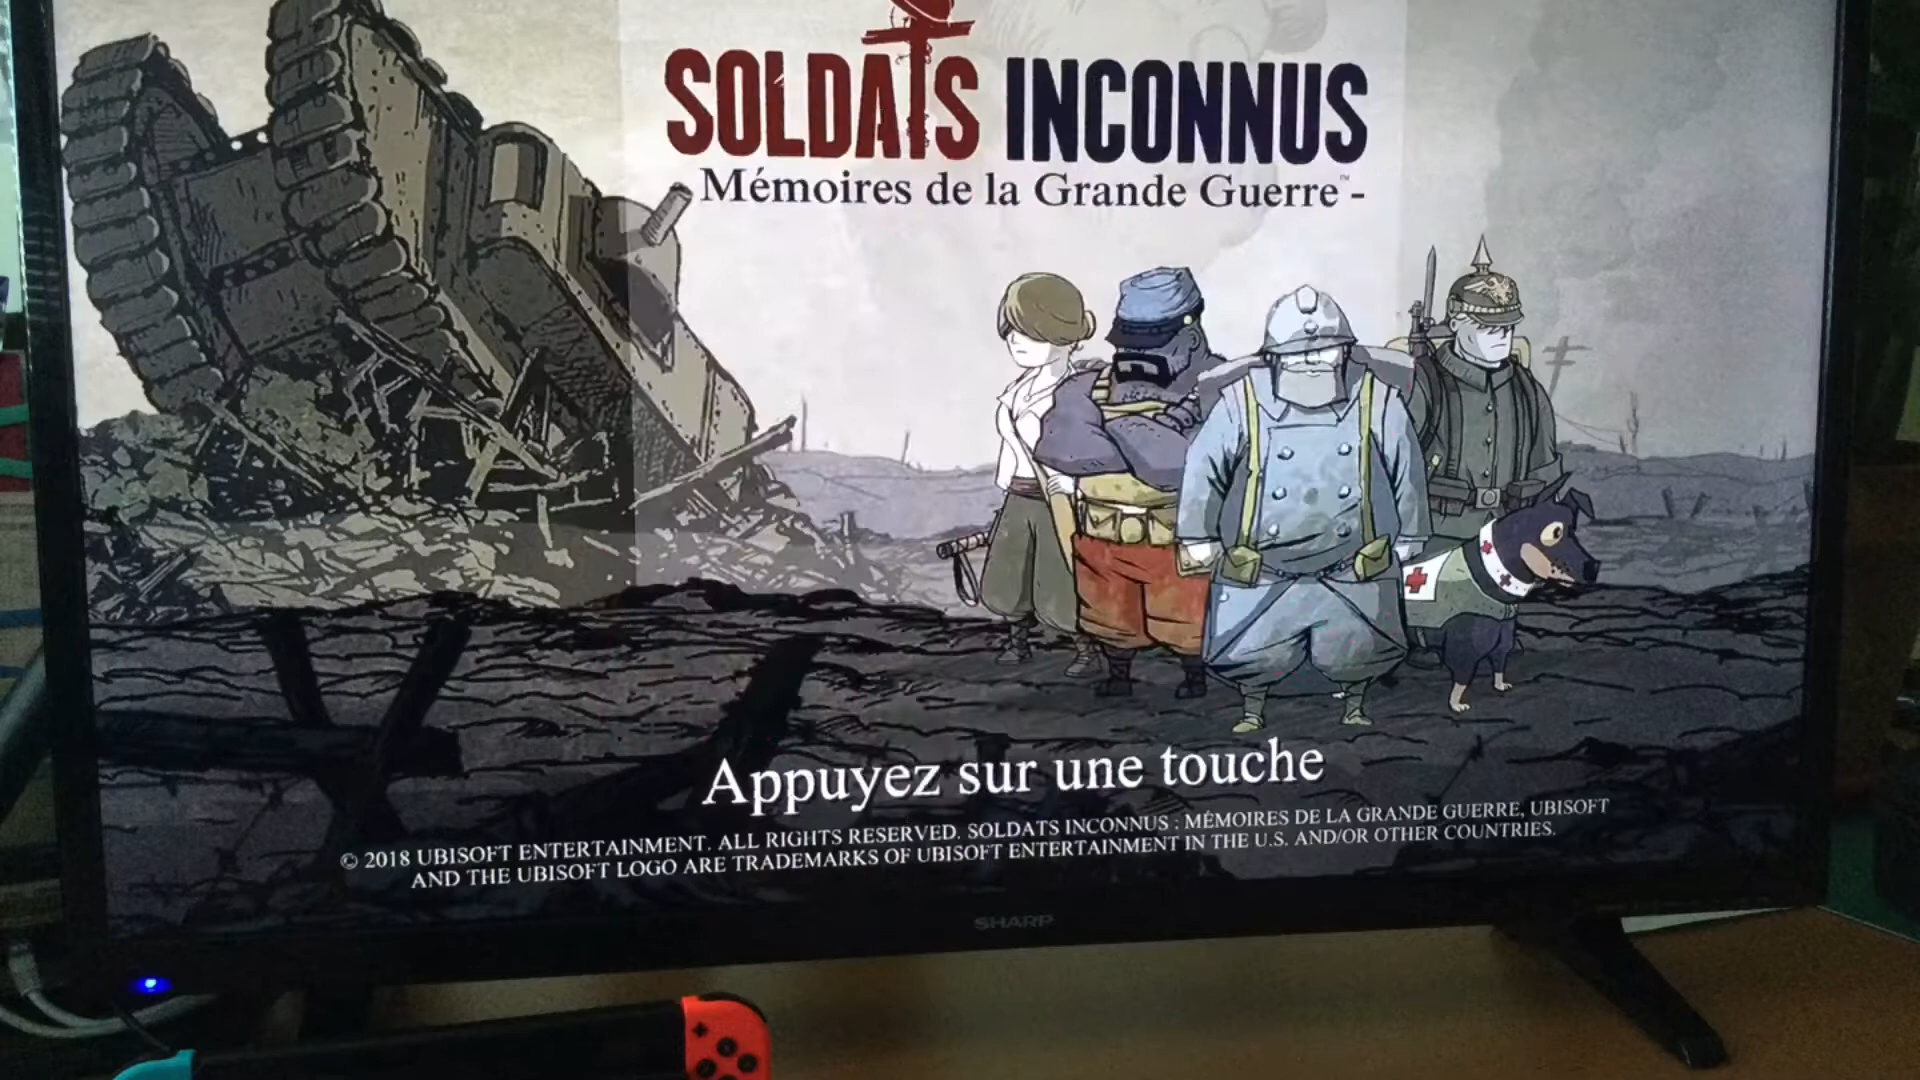 SOLDATS INCONNUS
Mémoires de la Grande Guerre™-
Appuyez sur une touche
© 2018 UBISOFT ENTERTAINMENT. ALL RIGHTS RESERVED. SOLDATS INCONNUS : MÉMOIRES DE LA GRANDE GUERRE, UBISOFT
AND THE UBISOFT LOGO ARE TRADEMARKS OF UBISOFT ENTERTAINMENT IN THE U.S. AND/OR OTHER COUNTRIES.
SHARP